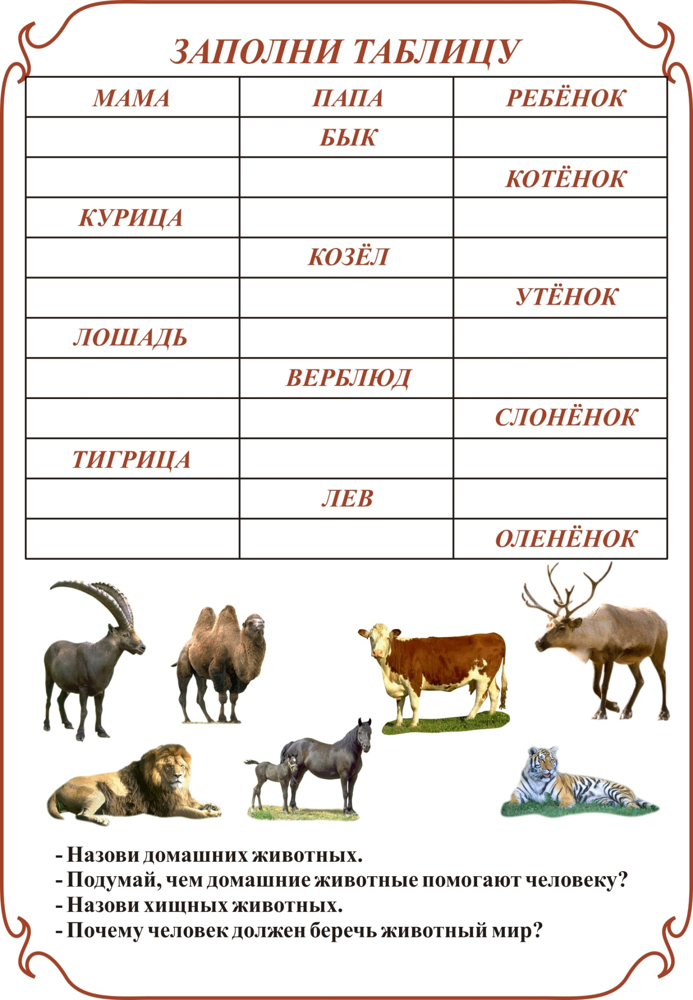 ЗАПОЛНИ ТАБЛИЦУ
МАМА ПАПА РЕБЁНОК
БЫК
КОТЁНОК
КУРИЦА
КОЗЁЛ
УТЁНОК
ЛОШАДЬ
ВЕРБЛЮД
СЛОНЁНОК
ТИГРИЦА
ЛЕВ
ОЛЕНЁНОК
- Назови домашних животных.
- Подумай, чем домашние животные помогают человеку?
- Назови хищных животных.
- Почему человек должен беречь животный мир?